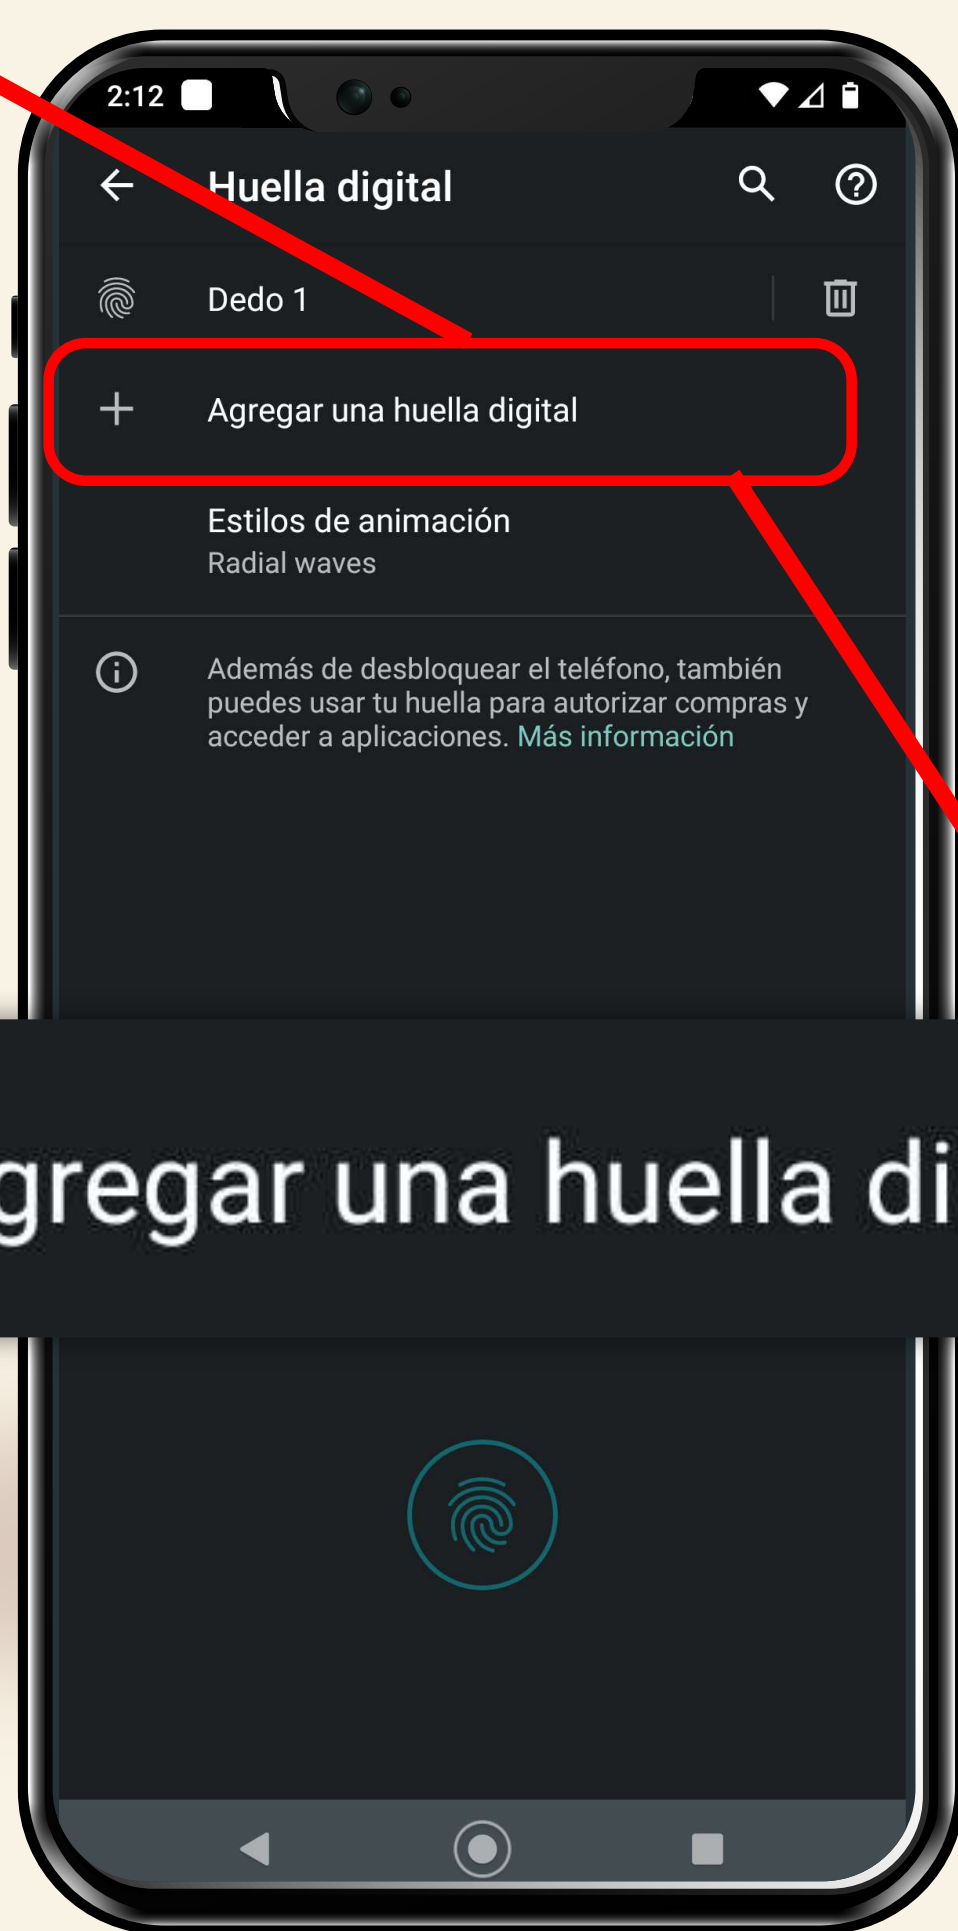 2:12
Huella digital
Dedo 1
Agregar una huella digital
Estilos de animación
Radial waves
Además de desbloquear el teléfono, también
puedes usar tu huella para autorizar compras y
acceder a aplicaciones. Más información
gregar una huella di